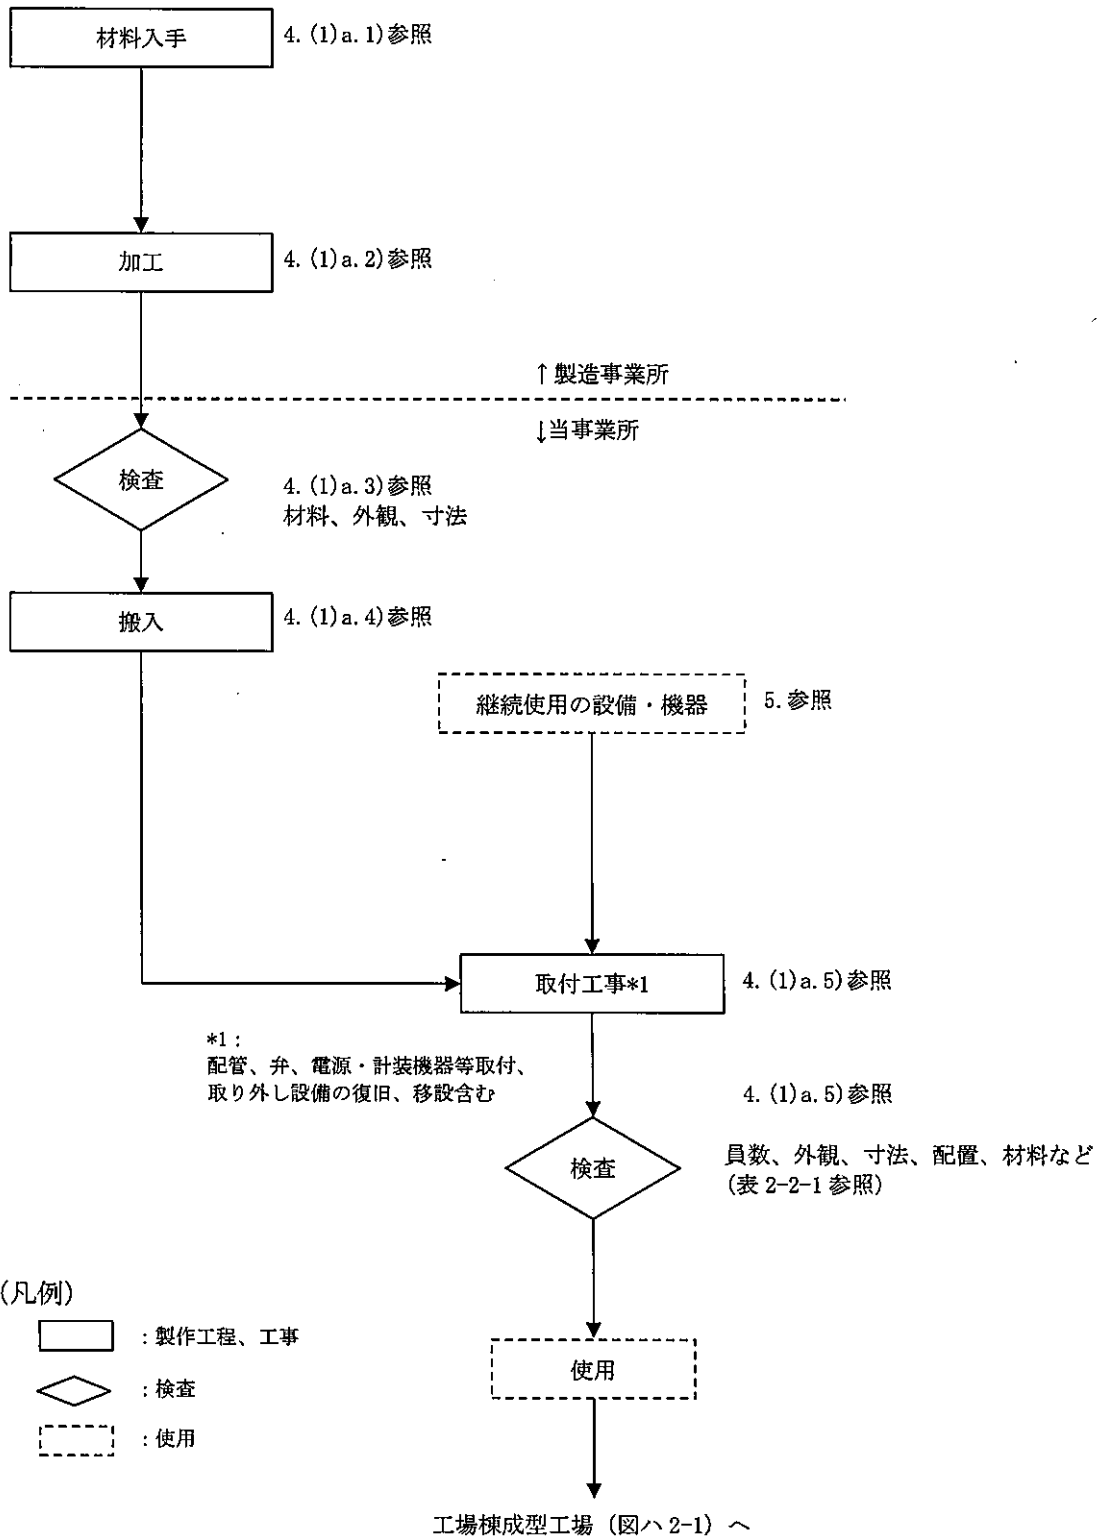 材料入手
4.(1)a.1)参照
加工
4.(1)a.2)参照
↑製造事業所
↓当事業所
検査
4.(1)a.3)参照
材料、外観、寸法
搬入
4.(1)a.4)参照
継続使用の設備・機器
5.参照
取付工事*1
4.(1)a.5)参照
*1:
配管、弁、電源・計装機器等取付、
取り外し設備の復旧、移設含む
4.(1)a.5)参照
検査
員数、外観、寸法、配置、材料など
(表 2-2-1 参照)
(凡例)
:製作工程、工事
:検査
:使用
使用
工場棟成型工場（図ハ 2-1）へ